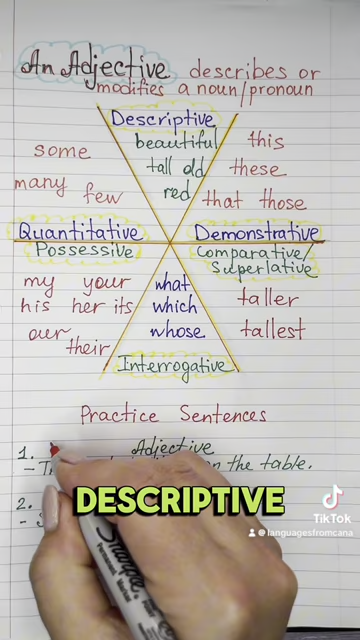 An Adjective describes or
modifies a noun/pronoun
Descriptive
beautiful
tall old
red
some
many few
this
these
that those
Quantitative
Demonstrative
Possessive
my your
his her its
our
their
what
which
whose
Interrogative
Comparative/
Superlative
taller
tallest
Practice Sentences
1.
Adjective
- on the table.
2.
DESCRIPTIVE
Sharpie
TikTok
@languagesfromcana